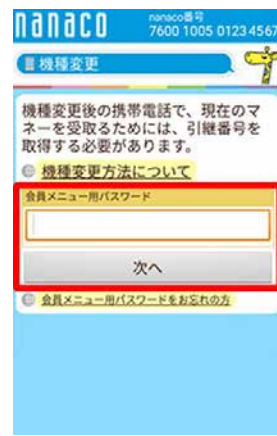 nanaco
nanaco番号
7600 1005 0123 4567
機種変更
機種変更後の携帯電話で、現在のマ
ネーを受取るためには、引継番号を
取得する必要があります。
機種変更方法について
会員メニュー用パスワード
次へ
会員メニュー用パスワードをお忘れの方